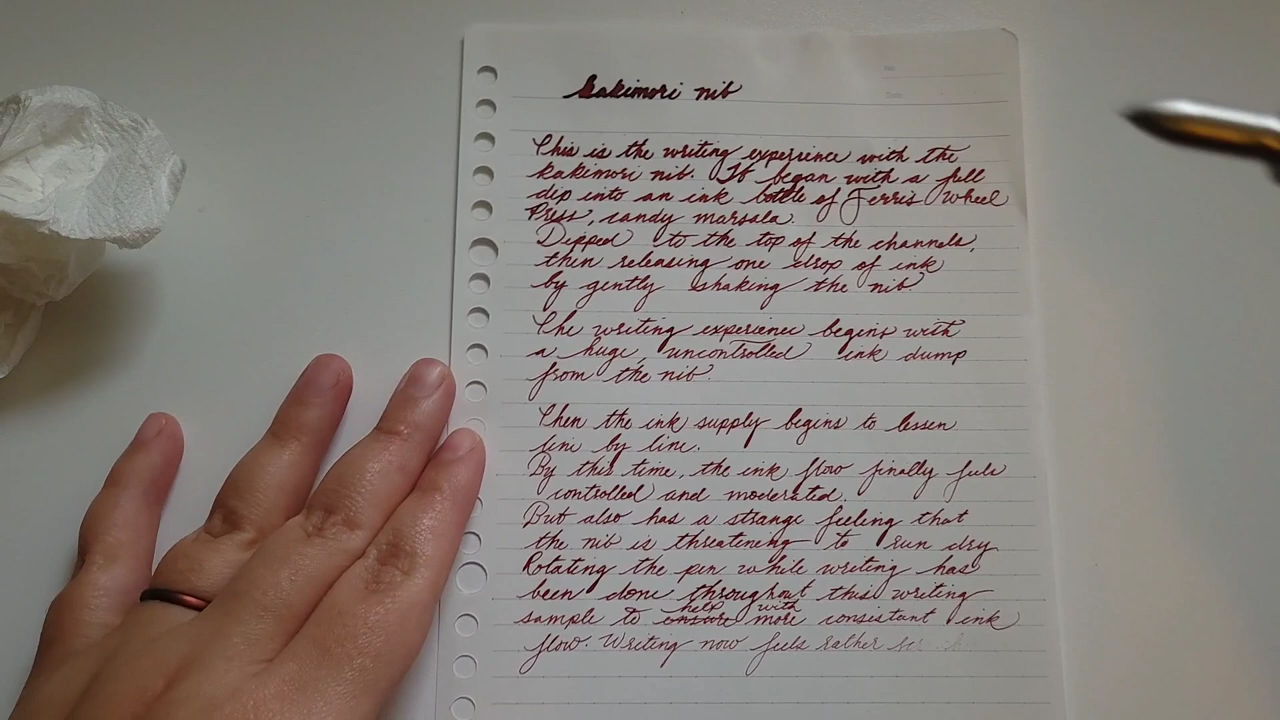 Kakimori nib
No.
Date
This is the writing experience with the
kakimori nib. It began with a full
dip into an ink bottle of Ferris Wheel
Press, candy marsala.
Dipped to the top of the channels,
then releasing one drop of ink
by gently shaking the nib.
The writing experience begins with
a huge, uncontrolled ink dump
from the nib.
Then the ink supply begins to lessen
line by line.
By this time, the ink flow finally feels
controlled and moderated.
But also has a strange feeling that
the nib is threatening to run dry
Rotating the pen while writing has
been done throughout this writing
help with
sample to ensure more consistant ink
flow. Writing now feels rather